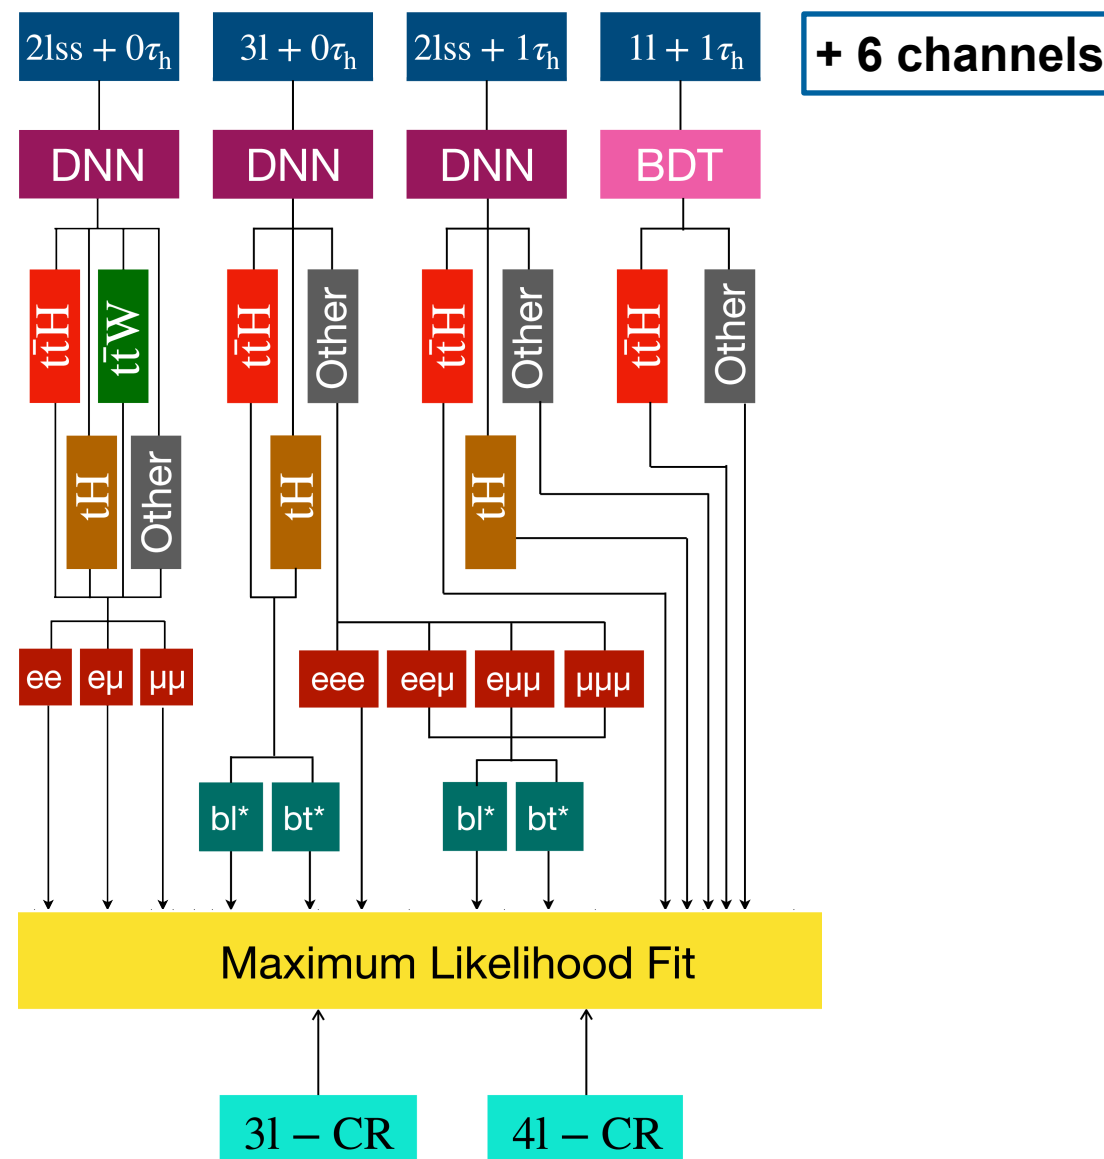 2lss + 0τh
3l + 0τh
2lss + 1τh
1l + 1τh
+ 6 channels
DNN
DNN
DNN
BDT
tt̄H
tt̄W
tt̄H
Other
tt̄H
Other
tt̄H
Other
tH
Other
tH
tH
ee
eμ
μμ
eee
eeμ
eμμ
μμμ
bl*
bt*
bl*
bt*
Maximum Likelihood Fit
3l – CR
4l – CR